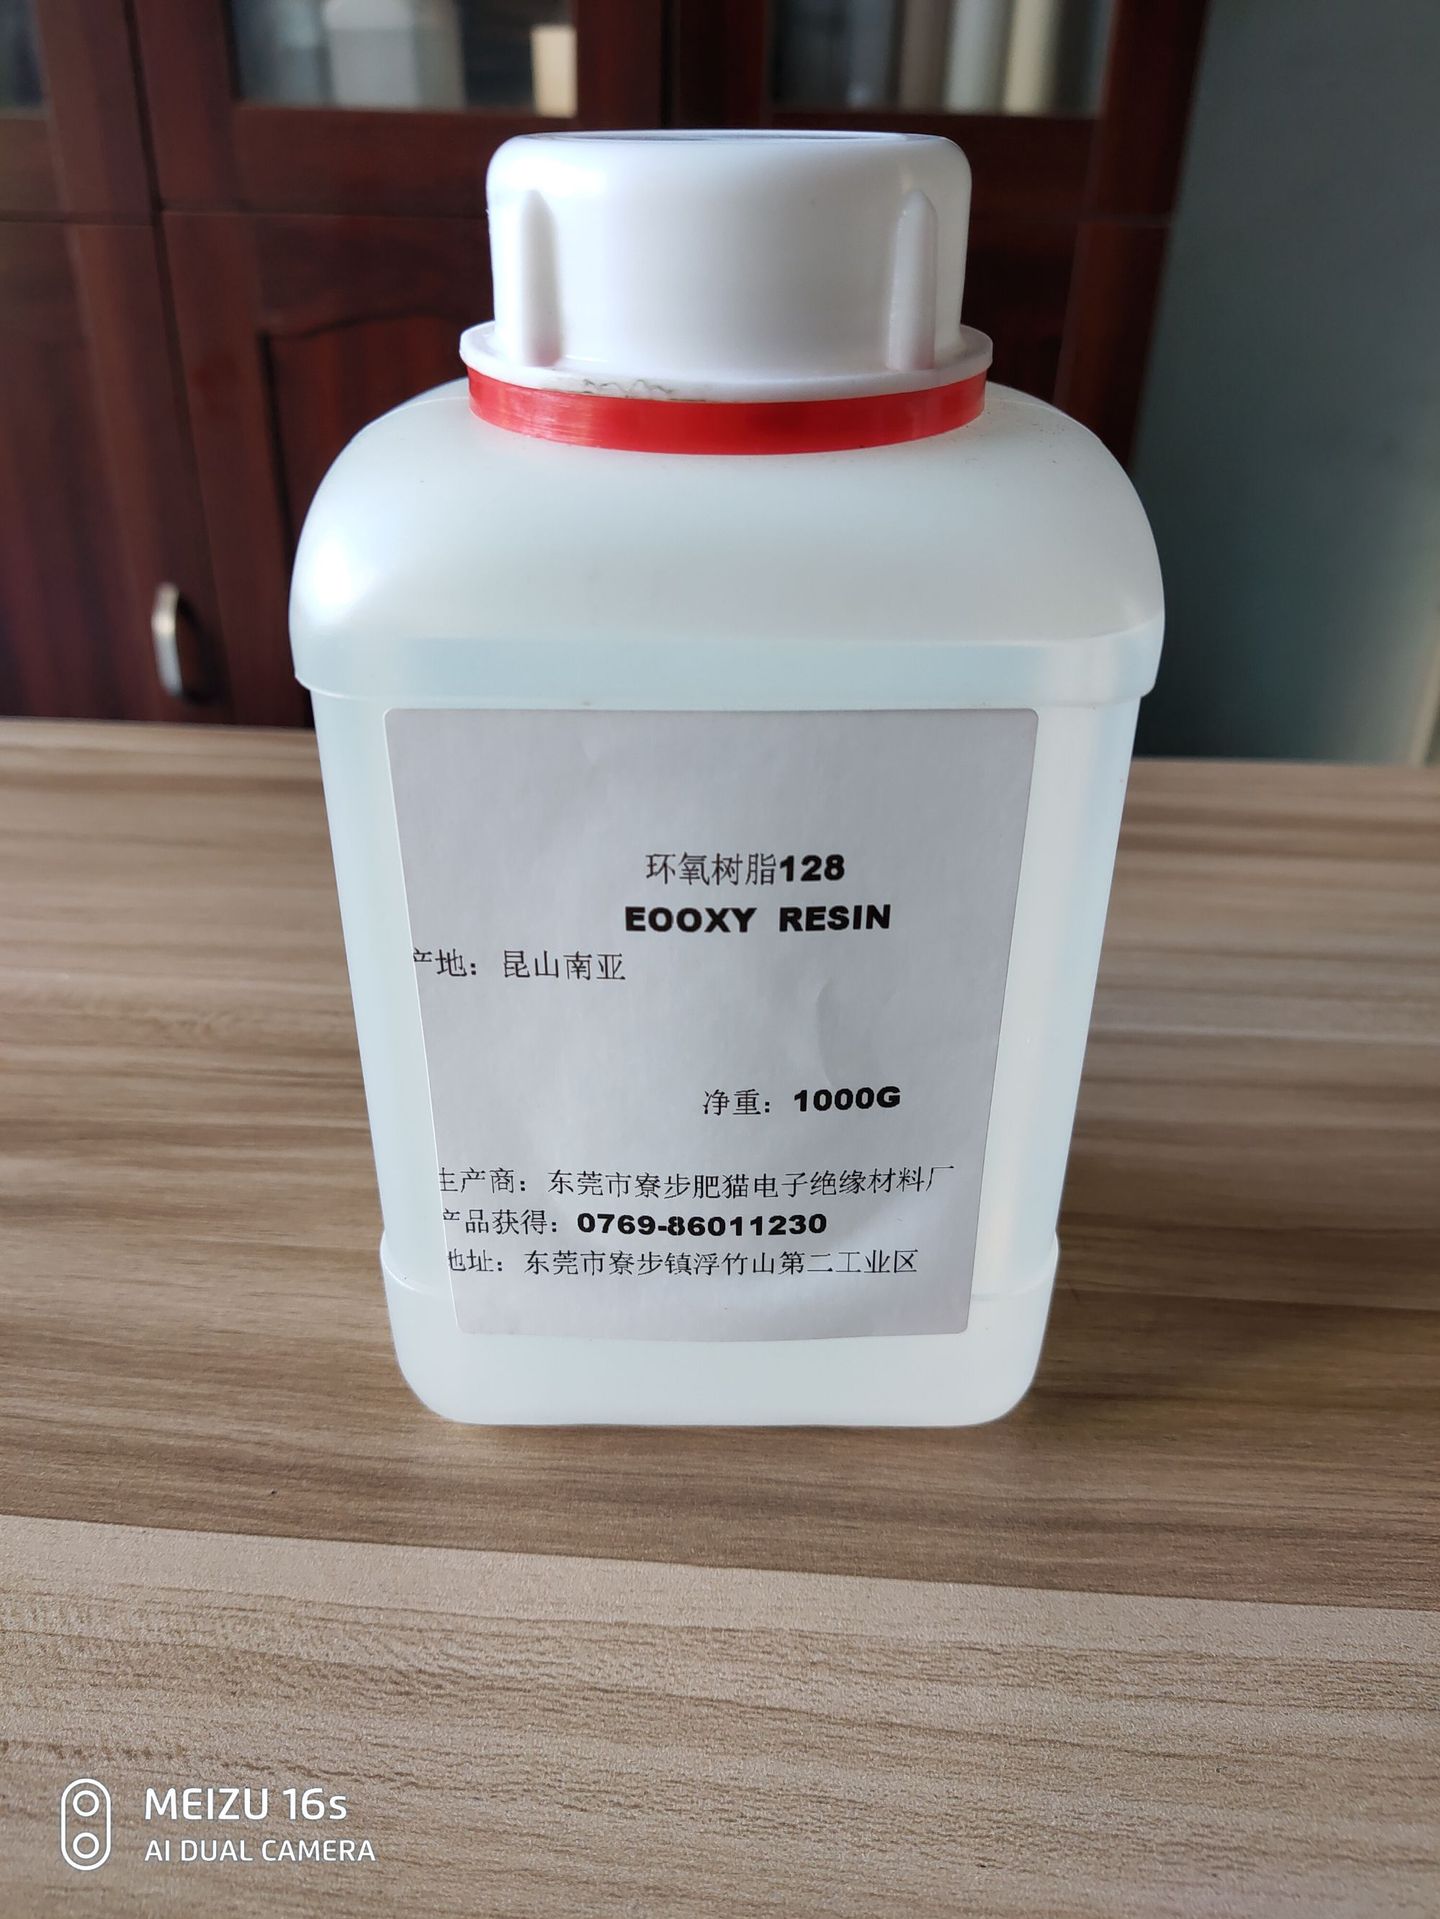 环氧树脂128
EOOXY RESIN
产地：昆山南亚
净重：1000G
生产商：东莞市寮步肥猫电子绝缘材料厂
产品获得：0769-86011230
地址：东莞市寮步镇浮竹山第二工业区
MEIZU 16s
AI DUAL CAMERA